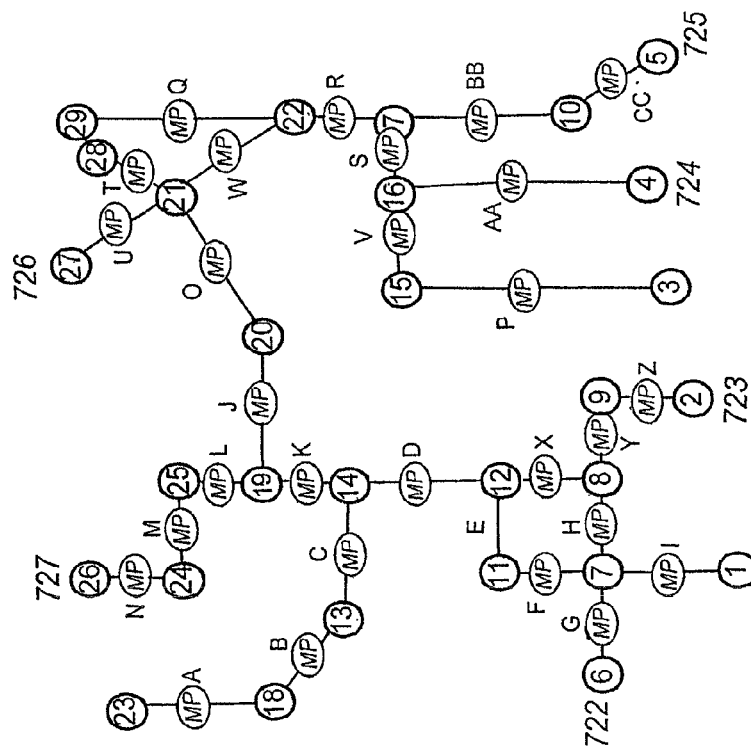 23
MP
A
18
MP
B
13
MP
C
14
MP
K
19
MP
L
25
MP
M
24
MP
N
26
727
MP
J
20
MP
O
21
MP
U
27
726
MP
T
28
29
MP
Q
MP
W
22
MP
R
7
MP
S
16
MP
V
15
MP
P
3
MP
AA
4
724
MP
BB
10
MP
CC
5
725
MP
D
12
E
11
MP
F
7
MP
G
6
722
MP
I
1
MP
H
8
MP
X
MP
Y
9
MP
Z
2
723